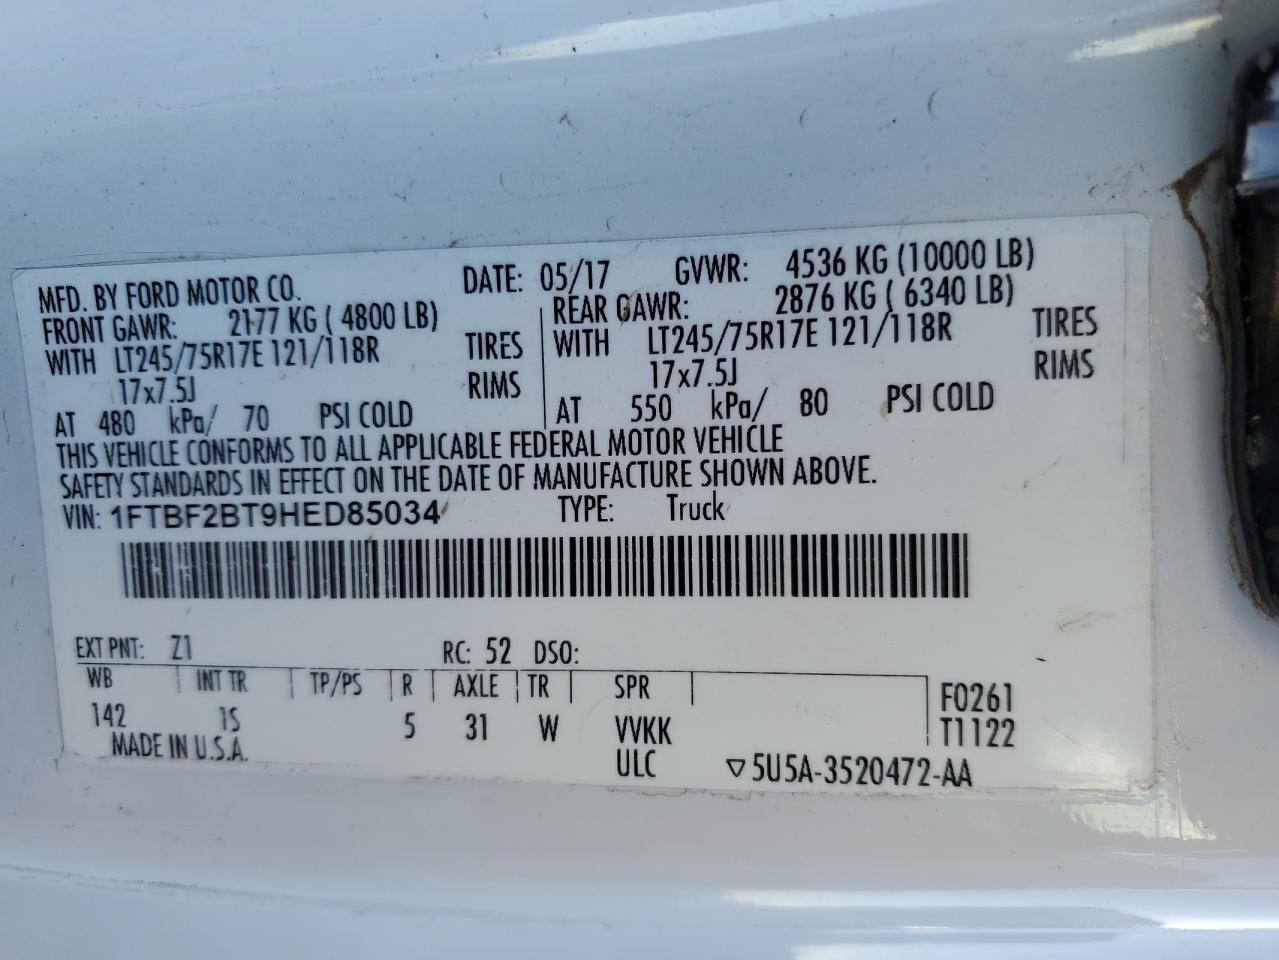 MFD. BY FORD MOTOR CO. DATE: 05/17 GVWR: 4536 KG (10000 LB)
FRONT GAWR: 2177 KG ( 4800 LB) REAR GAWR: 2876 KG ( 6340 LB)
WITH LT245/75R17E 121/118R TIRES WITH LT245/75R17E 121/118R TIRES
17x7.5J RIMS 17x7.5J RIMS
AT 480 kPa/ 70 PSI COLD AT 550 kPa/ 80 PSI COLD
THIS VEHICLE CONFORMS TO ALL APPLICABLE FEDERAL MOTOR VEHICLE
SAFETY STANDARDS IN EFFECT ON THE DATE OF MANUFACTURE SHOWN ABOVE.
VIN: 1FTBF2BT9HED85034 TYPE: Truck
EXT PNT: Z1 RC: 52 DSO:
WB INT TR TP/PS R AXLE TR SPR F0261
142 1S 5 31 W VVKK T1122
MADE IN U.S.A. ULC ▽5U5A-3520472-AA